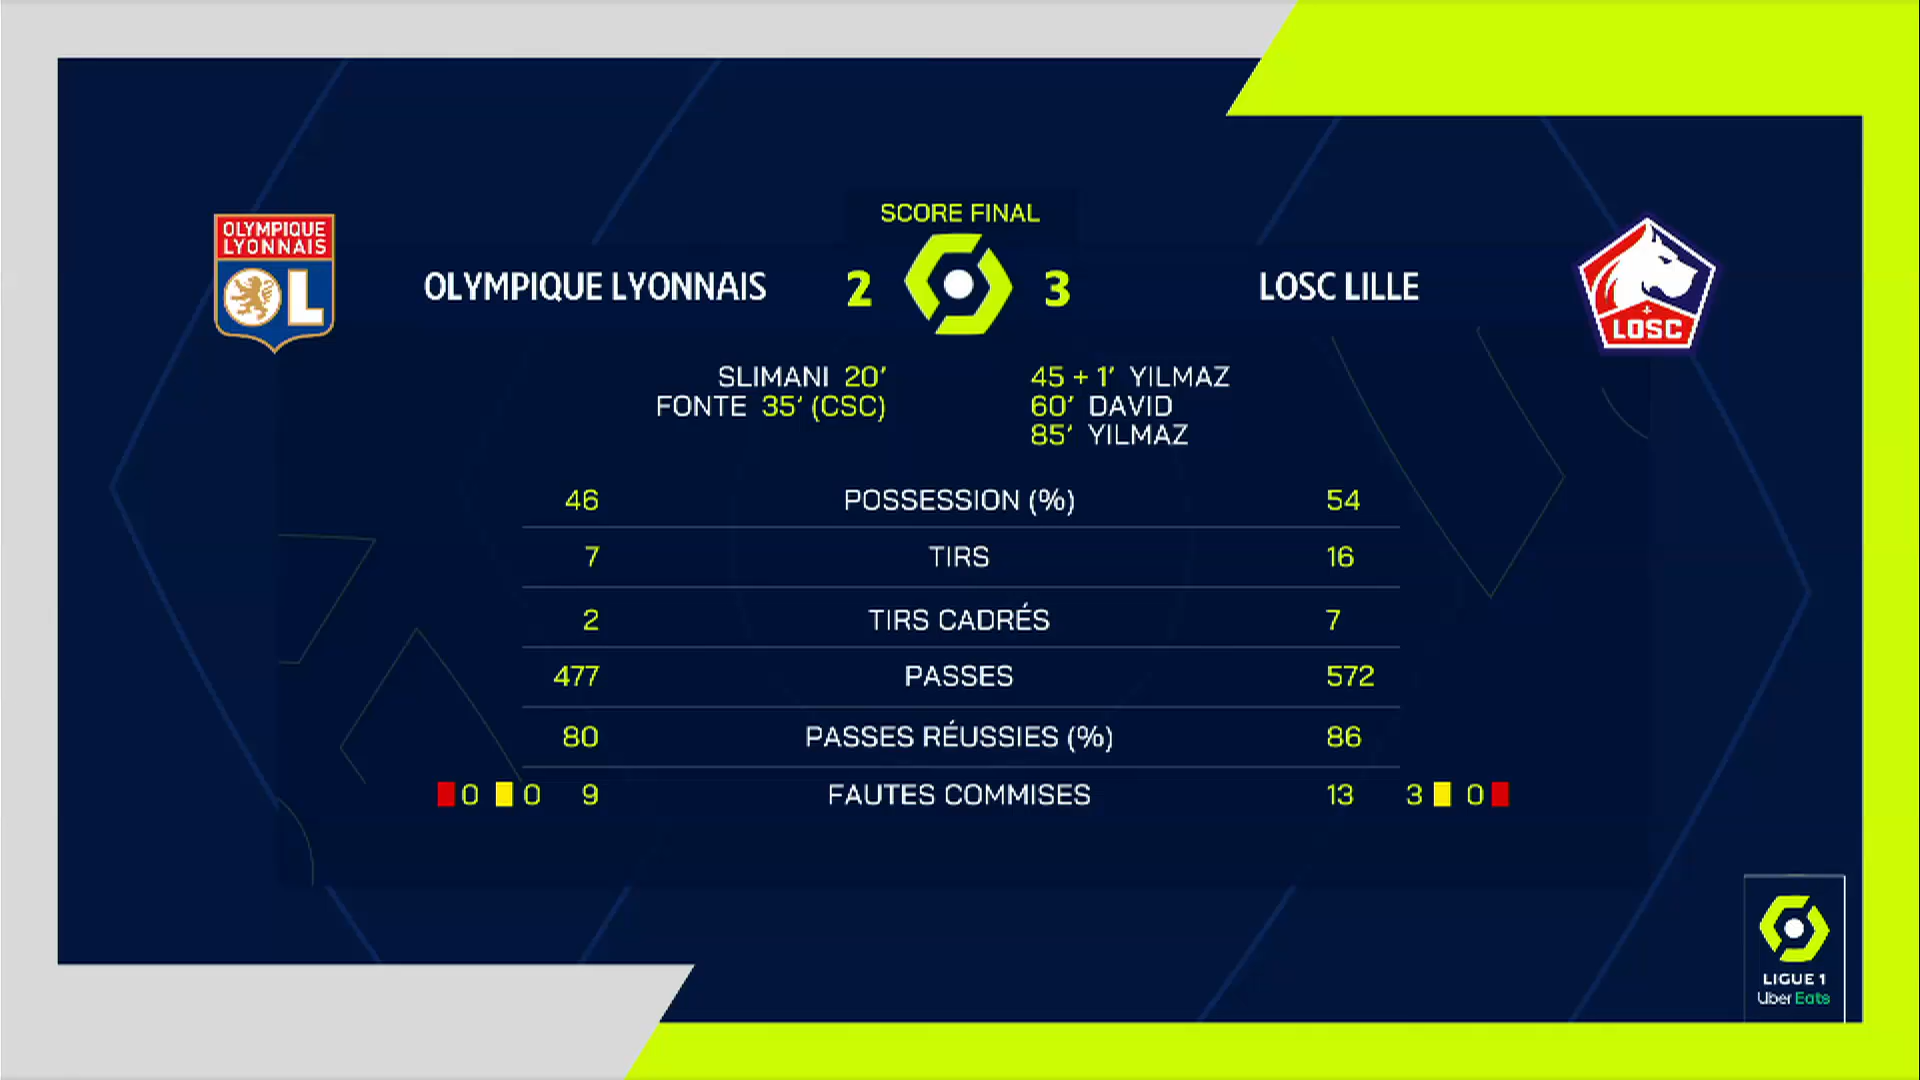 SCORE FINAL
OLYMPIQUE
LYONNAIS
OL
OLYMPIQUE LYONNAIS 2 3 LOSC LILLE
LOSC
SLIMANI 20' 45 + 1' YILMAZ
FONTE 35' (CSC) 60' DAVID
85' YILMAZ
46 POSSESSION (%) 54
7 TIRS 16
2 TIRS CADRÉS 7
477 PASSES 572
80 PASSES RÉUSSIES (%) 86
0 0 9 FAUTES COMMISES 13 3 0
LIGUE 1
Uber Eats